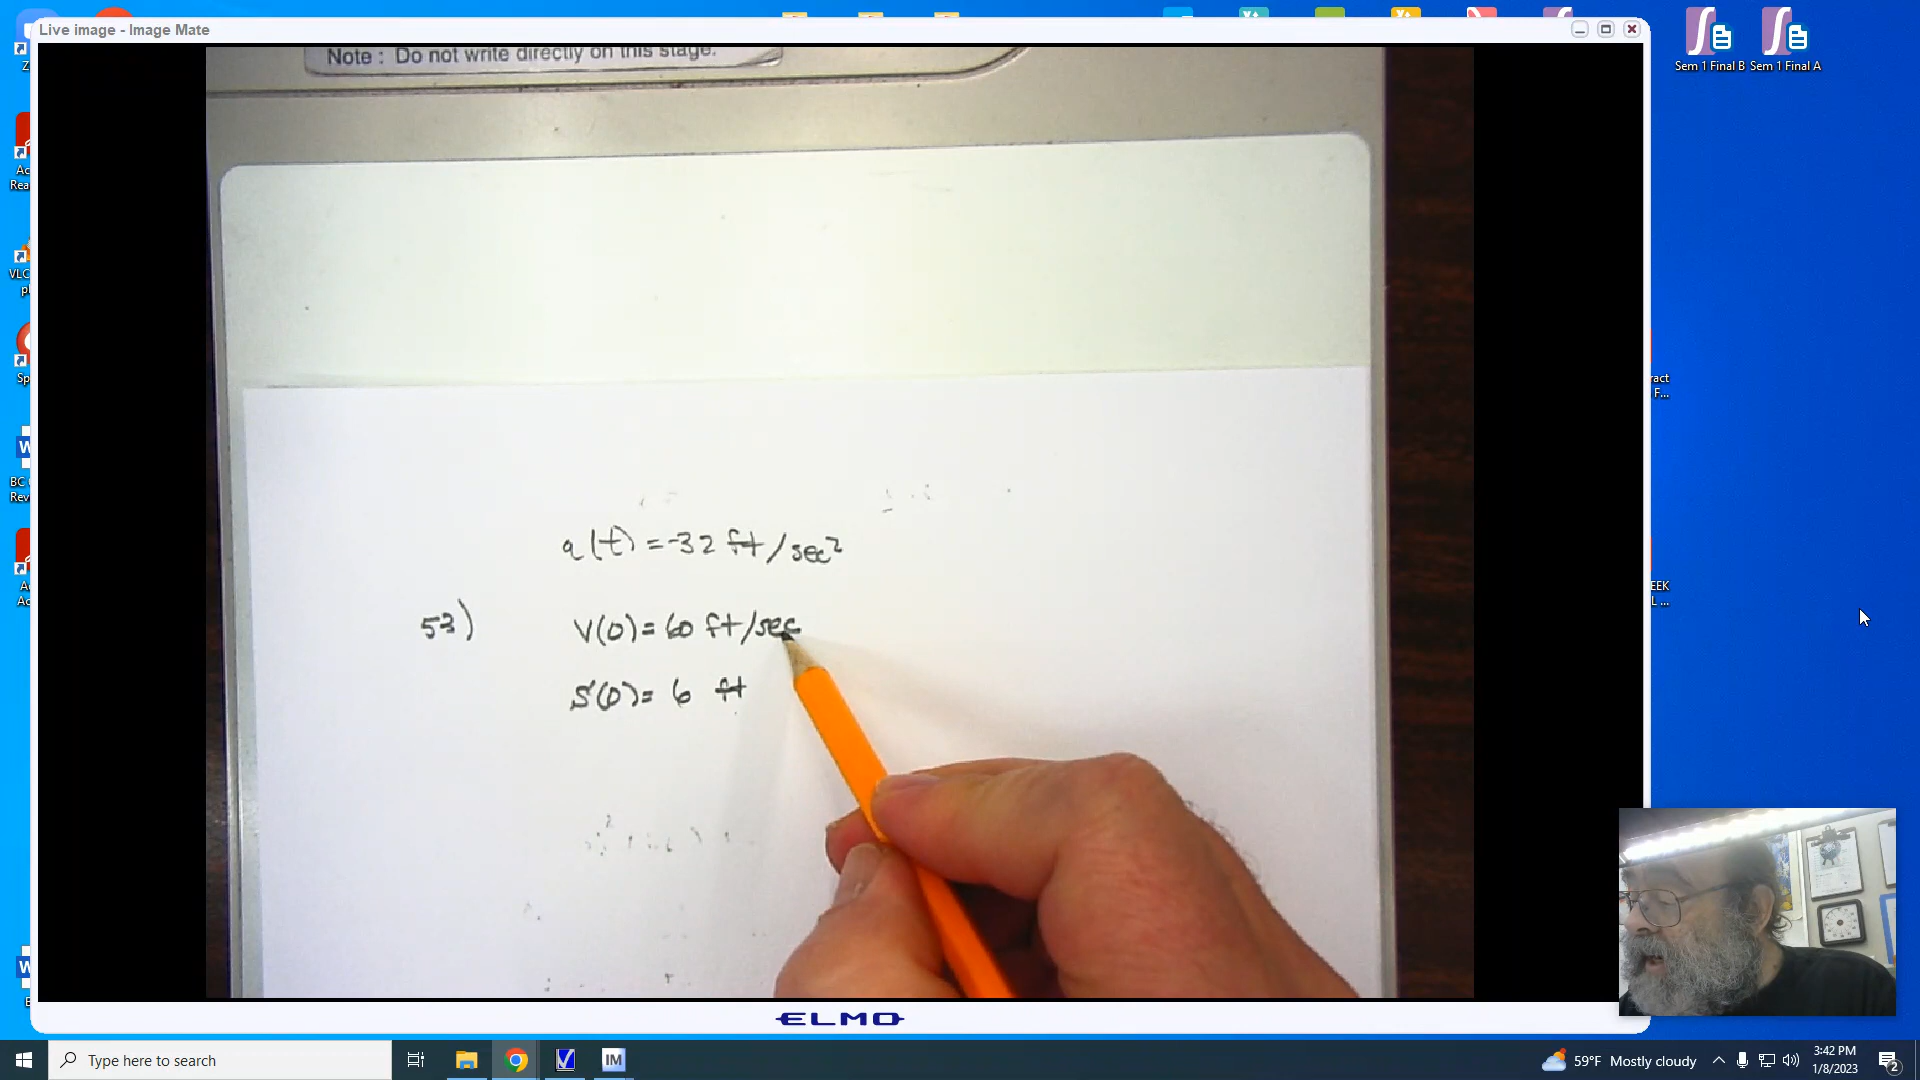 Live image - Image Mate
Note : Do not write directly on this stage.
Sem 1 Final B
Sem 1 Final A
a(t) = -32 ft/sec²
53) v(0) = 60 ft/sec
s(0) = 6 ft
ELMO
Type here to search
IM
59°F Mostly cloudy
3:42 PM
1/8/2023
2